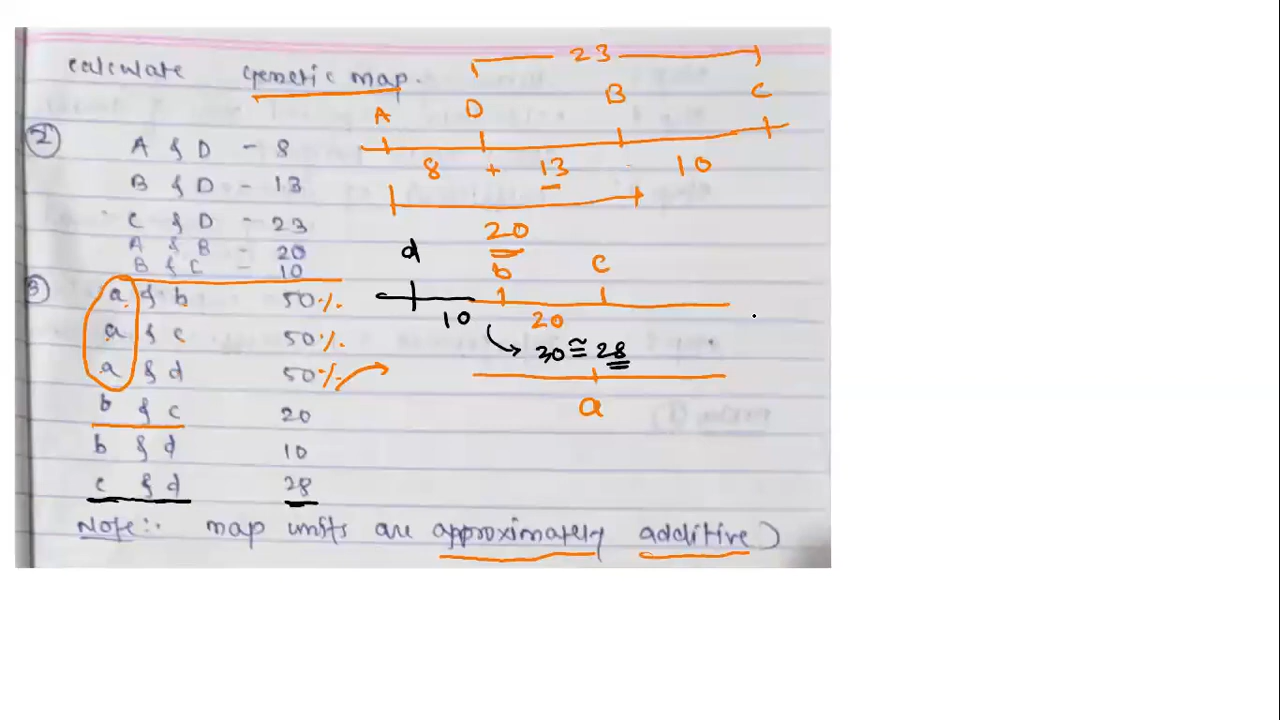 calculate genetic map.
2
A & D - 8
B & D - 13
C & D - 23
A & B - 20
B & C - 10
3
a & b 50%
a & c 50%
a & d 50%
b & c 20
b & d 10
c & d 28
Note:- map units are approximately additive)
23
A D B C
8 + 13 10
20
d b c
10 20
30 ≅ 28
a